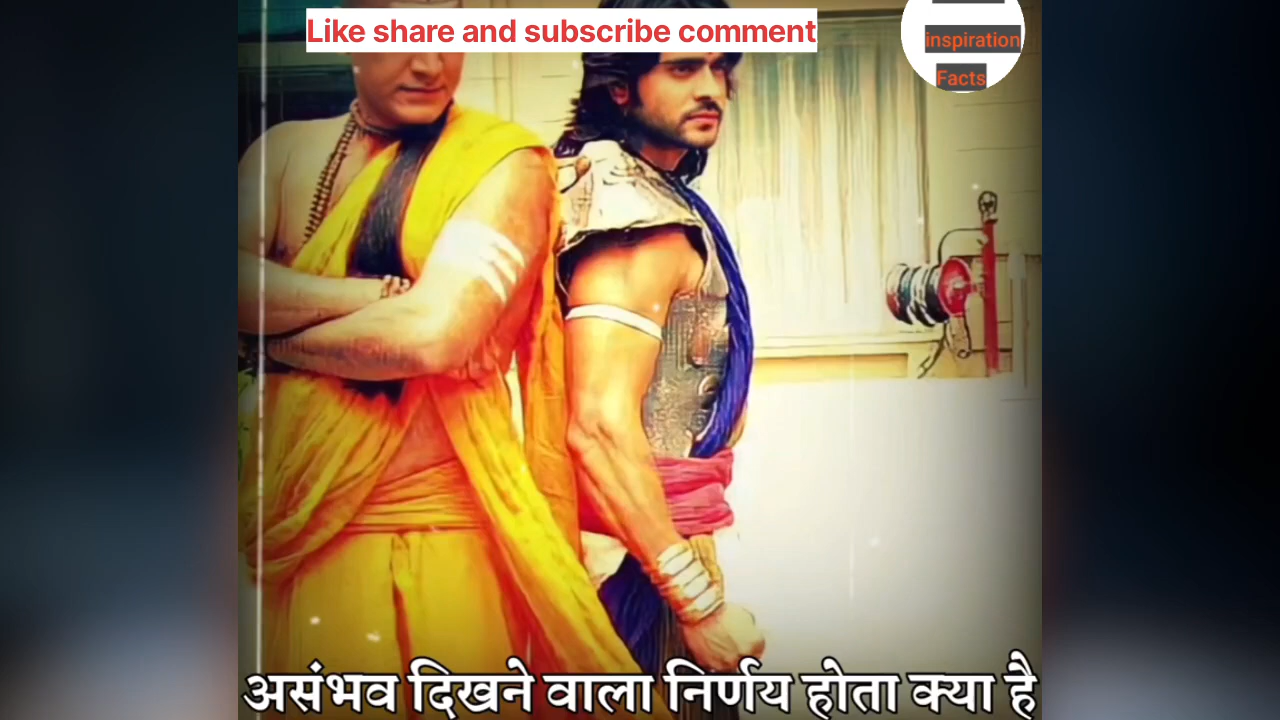 Like share and subscribe comment
inspiration
Facts
असंभव दिखने वाला निर्णय होता क्या है